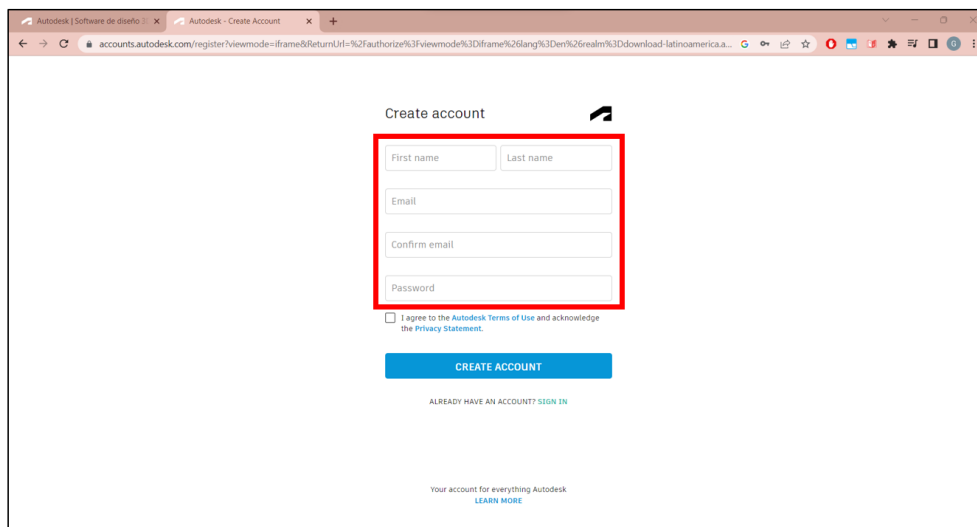 Autodesk | Software de diseño 3
Autodesk - Create Account
accounts.autodesk.com/register?viewmode=iframe&ReturnUrl=%2Fauthorize%3Fviewmode%3Diframe%26lang%3Den%26realm%3Ddownload-latinoamerica.a...
G
Create account
First name Last name
Email
Confirm email
Password
I agree to the Autodesk Terms of Use and acknowledge
the Privacy Statement.
CREATE ACCOUNT
ALREADY HAVE AN ACCOUNT? SIGN IN
Your account for everything Autodesk
LEARN MORE